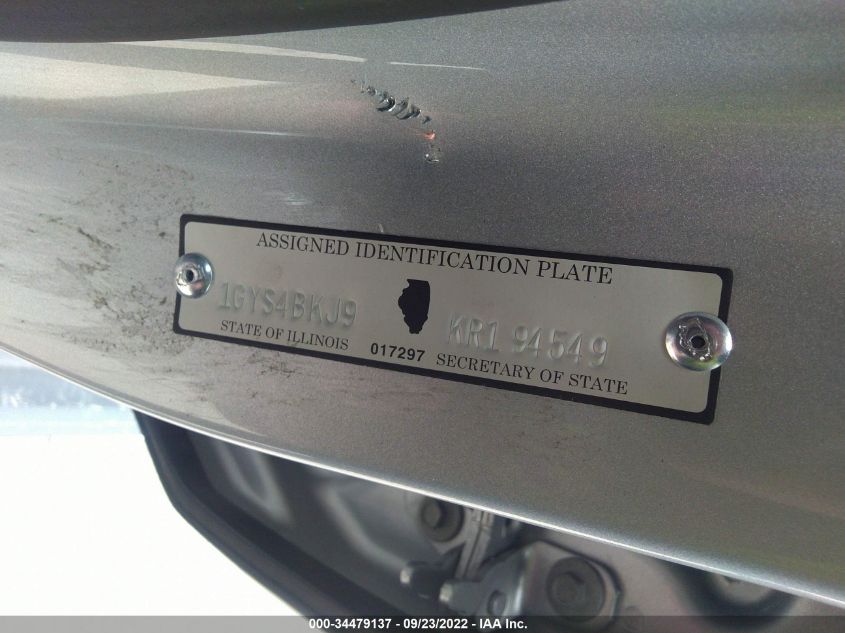 ASSIGNED IDENTIFICATION PLATE
1GYS4BKJ9 KR1 94549
STATE OF ILLINOIS 017297 SECRETARY OF STATE
000-34479137 - 09/23/2022 - IAA Inc.